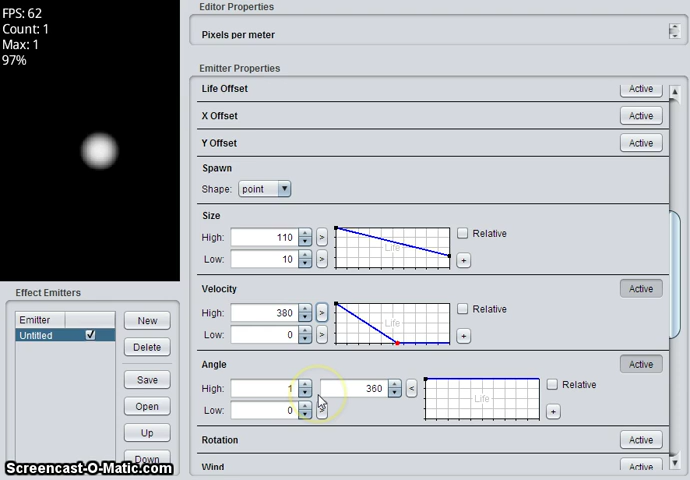 FPS: 62
Count: 1
Max: 1
97%
Editor Properties
Pixels per meter
Emitter Properties
Life Offset Active
X Offset Active
Y Offset Active
Spawn
Shape: point
Size
High: 110 > Life Relative
Low: 10 > +
Velocity Active
High: 380 > Life Relative
Low: 0 > +
Angle Active
High: 1 360 < Life Relative
Low: 0 > +
Rotation Active
Wind Active
Effect Emitters
Emitter New
Untitled
Delete
Save
Open
Up
Down
Screencast-O-Matic.com